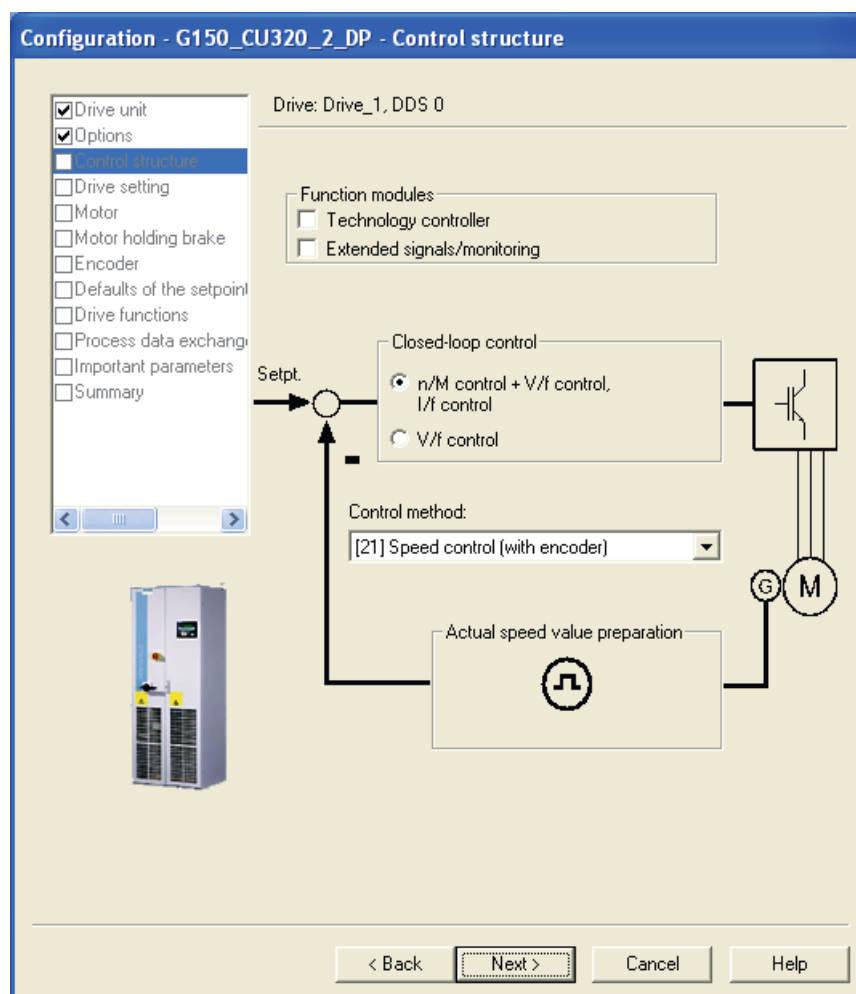 Configuration - G150_CU320_2_DP - Control structure
Drive unit
Options
Control structure
Drive setting
Motor
Motor holding brake
Encoder
Defaults of the setpoint
Drive functions
Process data exchang
Important parameters
Summary
Drive: Drive_1, DDS 0
Function modules
Technology controller
Extended signals/monitoring
Setpt.
Closed-loop control
n/M control + V/f control,
I/f control
V/f control
Control method:
[21] Speed control (with encoder)
G
M
Actual speed value preparation
< Back
Next >
Cancel
Help